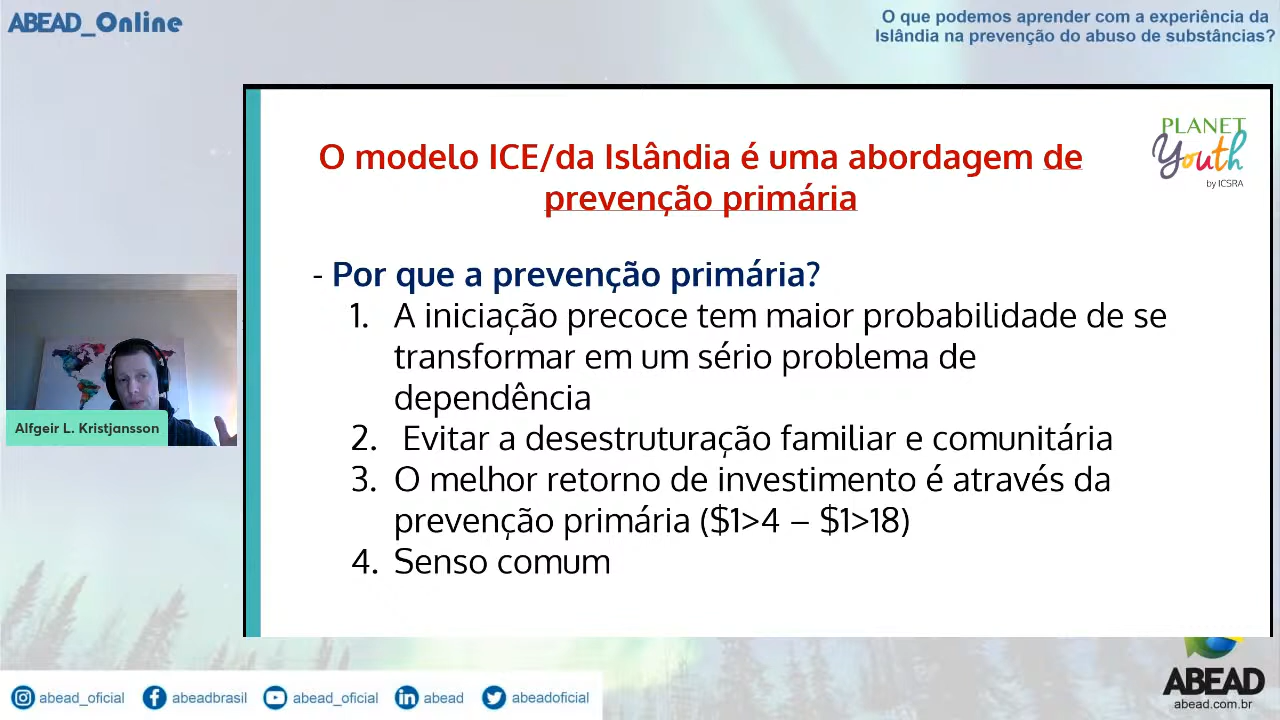 ABEAD_Online
O que podemos aprender com a experiência da
Islândia na prevenção do abuso de substâncias?
PLANET
Youth
by ICSRA
O modelo ICE/da Islândia é uma abordagem de
prevenção primária
- Por que a prevenção primária?
1. A iniciação precoce tem maior probabilidade de se
transformar em um sério problema de
dependência
2. Evitar a desestruturação familiar e comunitária
3. O melhor retorno de investimento é através da
prevenção primária ($1>4 – $1>18)
4. Senso comum
Alfgeir L. Kristjansson
abead_oficial
abeadbrasil
abead_oficial
abead
abeadoficial
ABEAD
abead.com.br